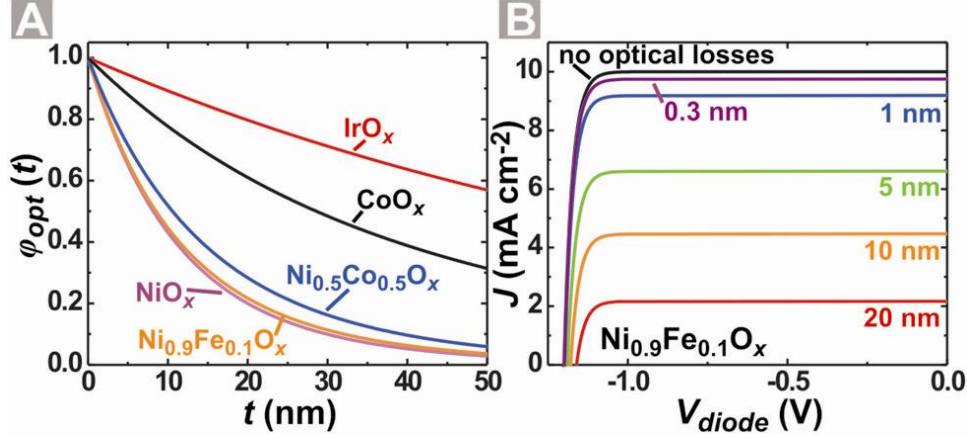 A
B
1.0
0.8
0.6
0.4
0.2
0.0
φopt (t)
IrOx
CoOx
Ni0.5Co0.5Ox
NiOx
Ni0.9Fe0.1Ox
0
10
20
30
40
50
t (nm)
10
8
6
4
2
0
J (mA cm-2)
no optical losses
0.3 nm
1 nm
5 nm
10 nm
20 nm
Ni0.9Fe0.1Ox
-1.0
-0.5
0.0
Vdiode (V)